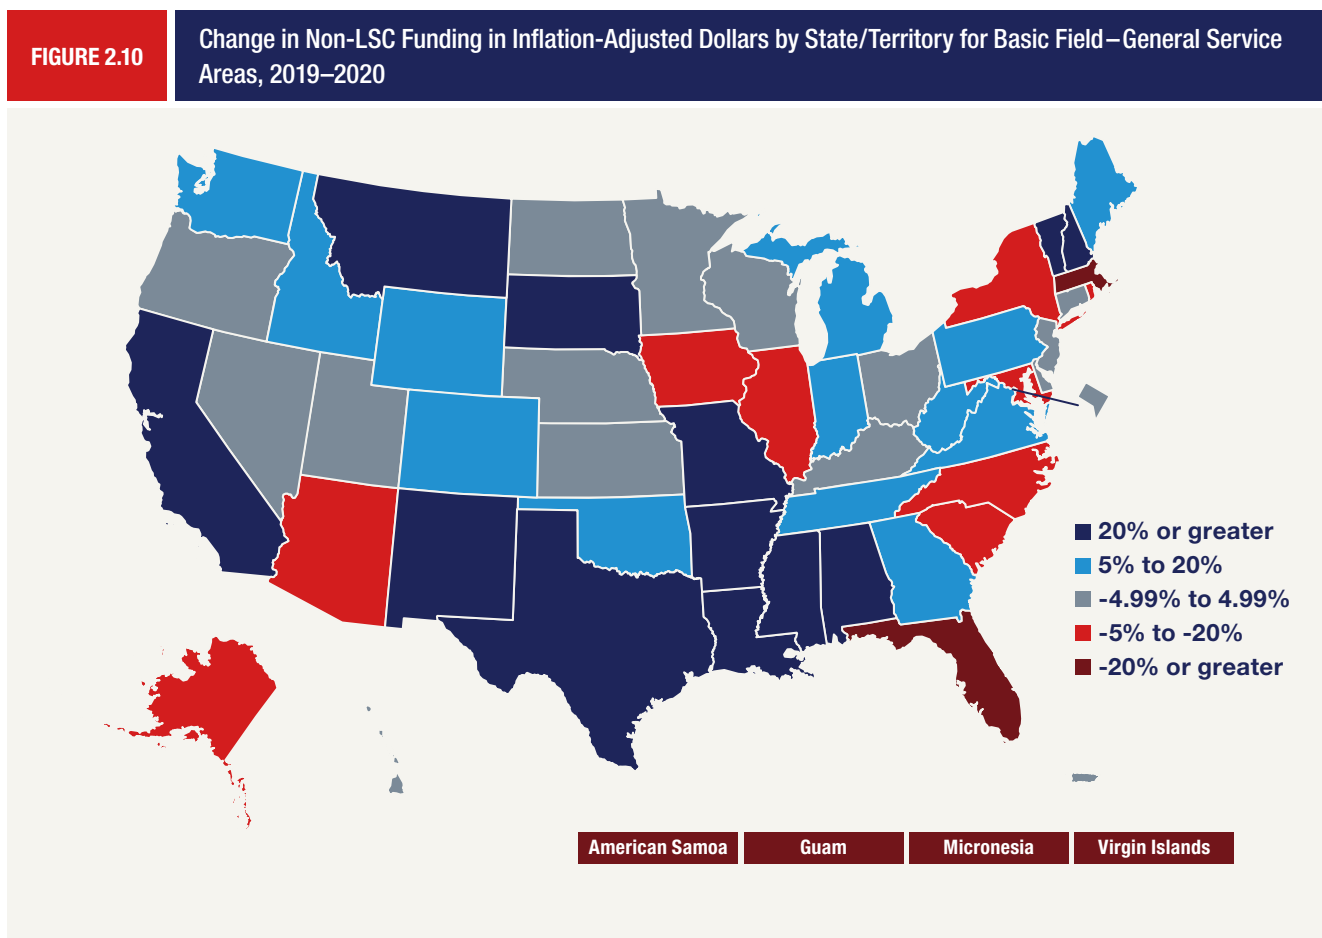 FIGURE 2.10
Change in Non-LSC Funding in Inflation-Adjusted Dollars by State/Territory for Basic Field–General Service
Areas, 2019–2020
20% or greater
5% to 20%
-4.99% to 4.99%
-5% to -20%
-20% or greater
American Samoa
Guam
Micronesia
Virgin Islands